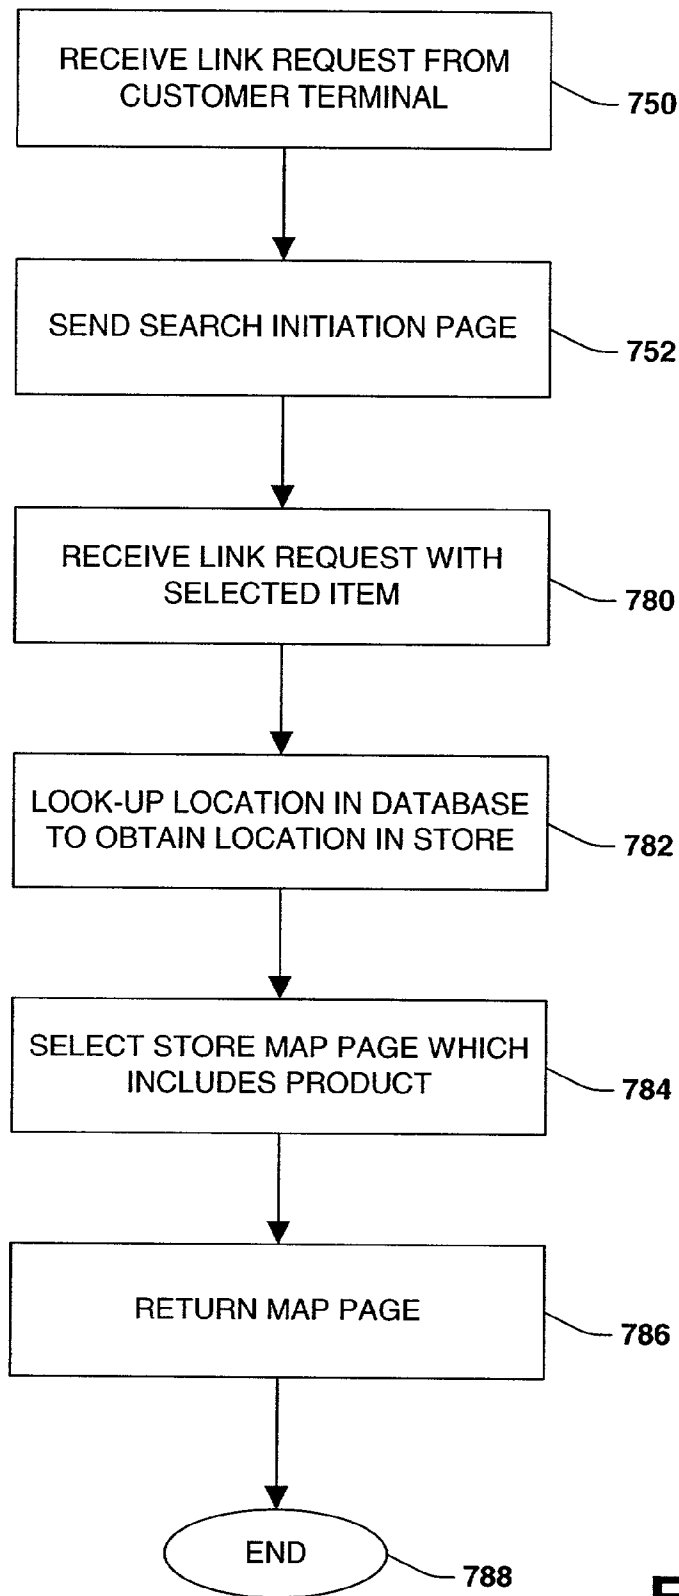 RECEIVE LINK REQUEST FROM
CUSTOMER TERMINAL
750
SEND SEARCH INITIATION PAGE
752
RECEIVE LINK REQUEST WITH
SELECTED ITEM
780
LOOK-UP LOCATION IN DATABASE
TO OBTAIN LOCATION IN STORE
782
SELECT STORE MAP PAGE WHICH
INCLUDES PRODUCT
784
RETURN MAP PAGE
786
END
788